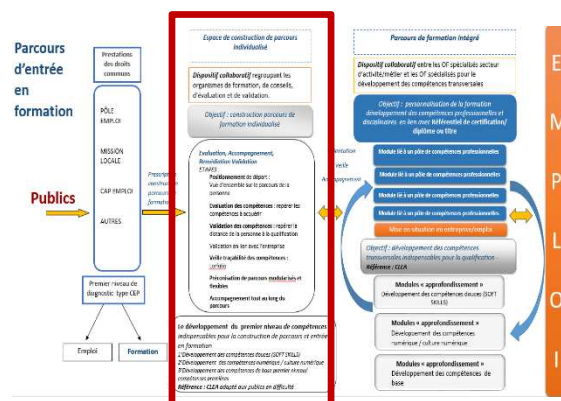 Parcours
d'entrée
en
formation
Publics
Prestations
des droits
communs
PÔLE
EMPLOI
MISSION
LOCALE
CAP EMPLOI
AUTRES
Premier niveau de
diagnostic type CEP
Emploi
Formation
Prescription
construction
parcours
formation
Espace de construction de parcours
individualisé
Dispositif collaboratif regroupant les
organismes de formation, de conseils,
d'évaluation et de validation.
Objectif : construction parcours de
formation individualisé
Evaluation, Accompagnement,
Remédiation Validation
ETAPES :
Positionnement de départ :
Vue d'ensemble sur le parcours de la
personne
Evaluation des compétences : repérer les
compétences à acquérir
Validation des compétences : repérer la
distance de la personne à la qualification
Validation en lien avec l'entreprise
Veille traçabilité des compétences :
Préconisation de parcours modularisés et
flexibles
Accompagnement tout au long du
parcours
Le développement du premier niveau de compétences
indispensables pour la construction de parcours et entrée
en formation
1°Développement des compétences douces (SOFT SKILLS)
2°Développement des compétences numérique / culture numérique
3°Développement des compétences de base premier niveau/
compétences premières
Référence : CLEA adapté aux publics en difficulté
Parcours de formation intégré
Dispositif collaboratif entre les OF spécialisés secteur
d'activité/métier et les OF spécialisés pour le
développement des compétences transversales
Objectif : personnalisation de la formation
développement des compétences professionnelles et
disciplinaires en lien avec Référentiel de certification/
diplôme ou titre
Module lié à un pôle de compétences professionnelles
Module lié à un pôle de compétences professionnelles
Module lié à un pôle de compétences professionnelles
Module lié à un pôle de compétences professionnelles
Mise en situation en entreprise/emploi
Veille
Objectif : développement des compétences
transversales indispensables pour la qualification -
Référence : CLEA
Modules « approfondissement »
Développement des compétences douces (SOFT
SKILLS)
Modules « approfondissement »
Développement des compétences
numérique / culture numérique
Modules « approfondissement »
Développement des compétences de
base
E
M
P
L
O
I